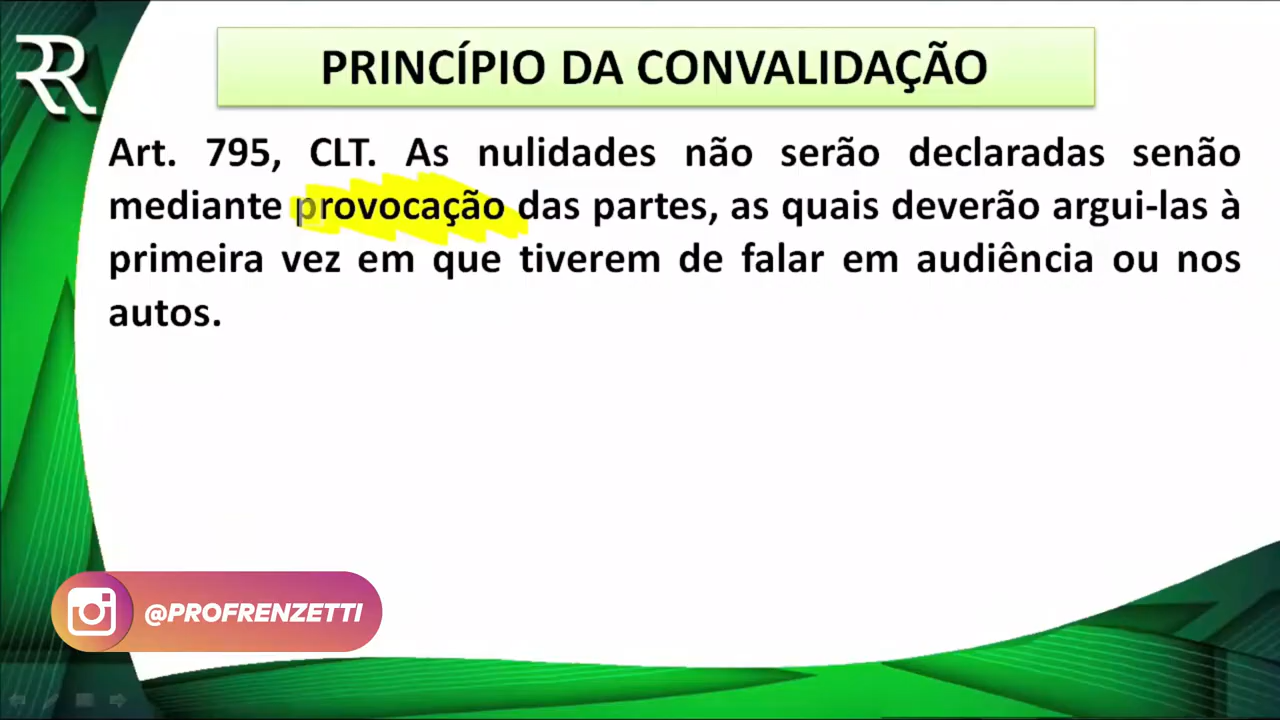 PRINCÍPIO DA CONVALIDAÇÃO
Art. 795, CLT. As nulidades não serão declaradas senão
mediante provocação das partes, as quais deverão argui-las à
primeira vez em que tiverem de falar em audiência ou nos
autos.
@PROFRENZETTI